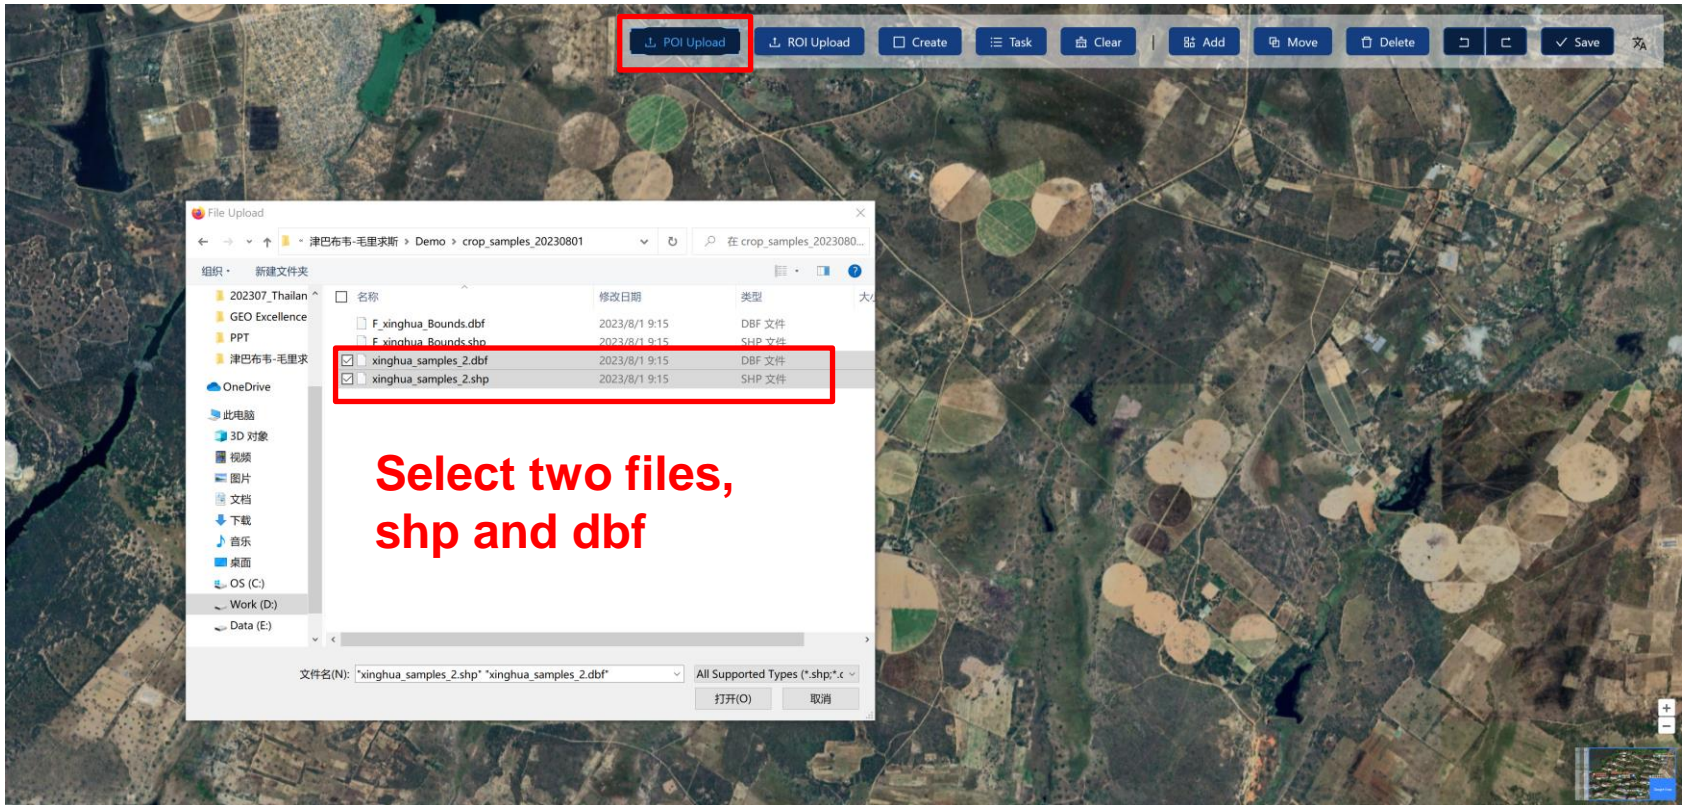 POI Upload ROI Upload Create Task Clear | Add Move Delete Save
File Upload
津巴布韦-毛里求斯 › Demo › crop_samples_20230801 在 crop_samples_2023080...
组织 新建文件夹
名称 修改日期 类型
202307_Thailan
GEO Excellence
PPT
津巴布韦-毛里求
OneDrive
此电脑
3D 对象
视频
图片
文档
下载
音乐
桌面
OS (C:)
Work (D:)
Data (E:)
F_xinghua_Bounds.dbf 2023/8/1 9:15 DBF 文件
F_xinghua_Bounds.shp 2023/8/1 9:15 SHP 文件
xinghua_samples_2.dbf 2023/8/1 9:15 DBF 文件
xinghua_samples_2.shp 2023/8/1 9:15 SHP 文件
Select two files,
shp and dbf
文件名(N): "xinghua_samples_2.shp" "xinghua_samples_2.dbf" All Supported Types (*.shp;*.c
打开(O) 取消